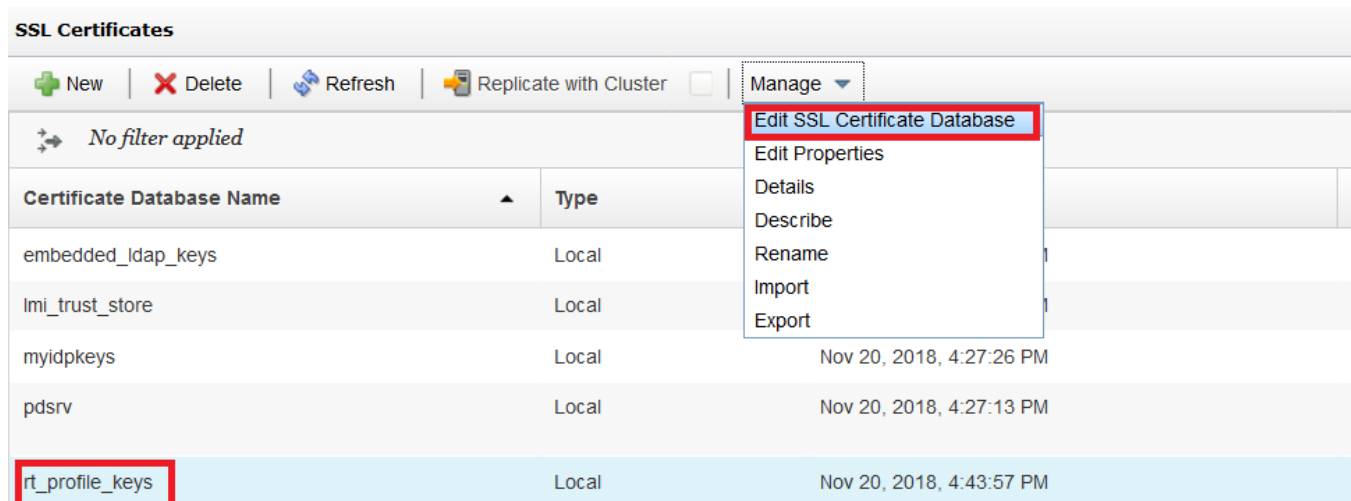 SSL Certificates
New Delete Refresh Replicate with Cluster Manage
Edit SSL Certificate Database
No filter applied
Edit Properties
Certificate Database Name Type
Details
Describe
embedded_ldap_keys Local
Rename
Import
lmi_trust_store Local
Export
myidpkeys Local Nov 20, 2018, 4:27:26 PM
pdsrv Local Nov 20, 2018, 4:27:13 PM
rt_profile_keys Local Nov 20, 2018, 4:43:57 PM